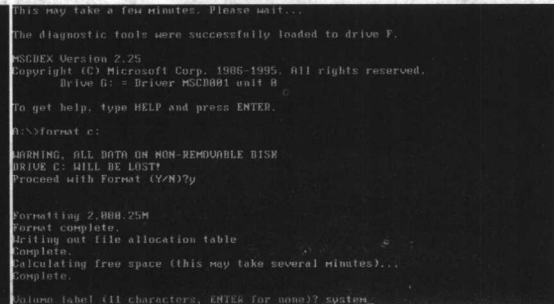 This may take a few minutes. Please wait...
The diagnostic tools were successfully loaded to drive F.
MSCDEX Version 2.25
Copyright (C) Microsoft Corp. 1986-1995. All rights reserved.
Drive G: = Driver MSCD001 unit 0
To get help, type HELP and press ENTER.
A:\>format c:
WARNING, ALL DATA ON NON-REMOVABLE DISK
DRIVE C: WILL BE LOST!
Proceed with Format (Y/N)?y
Formatting 2,000.25M
Format complete.
Writing out file allocation table
Complete.
Calculating free space (this may take several minutes)...
Complete.
Volume label (11 characters, ENTER for none)? system_